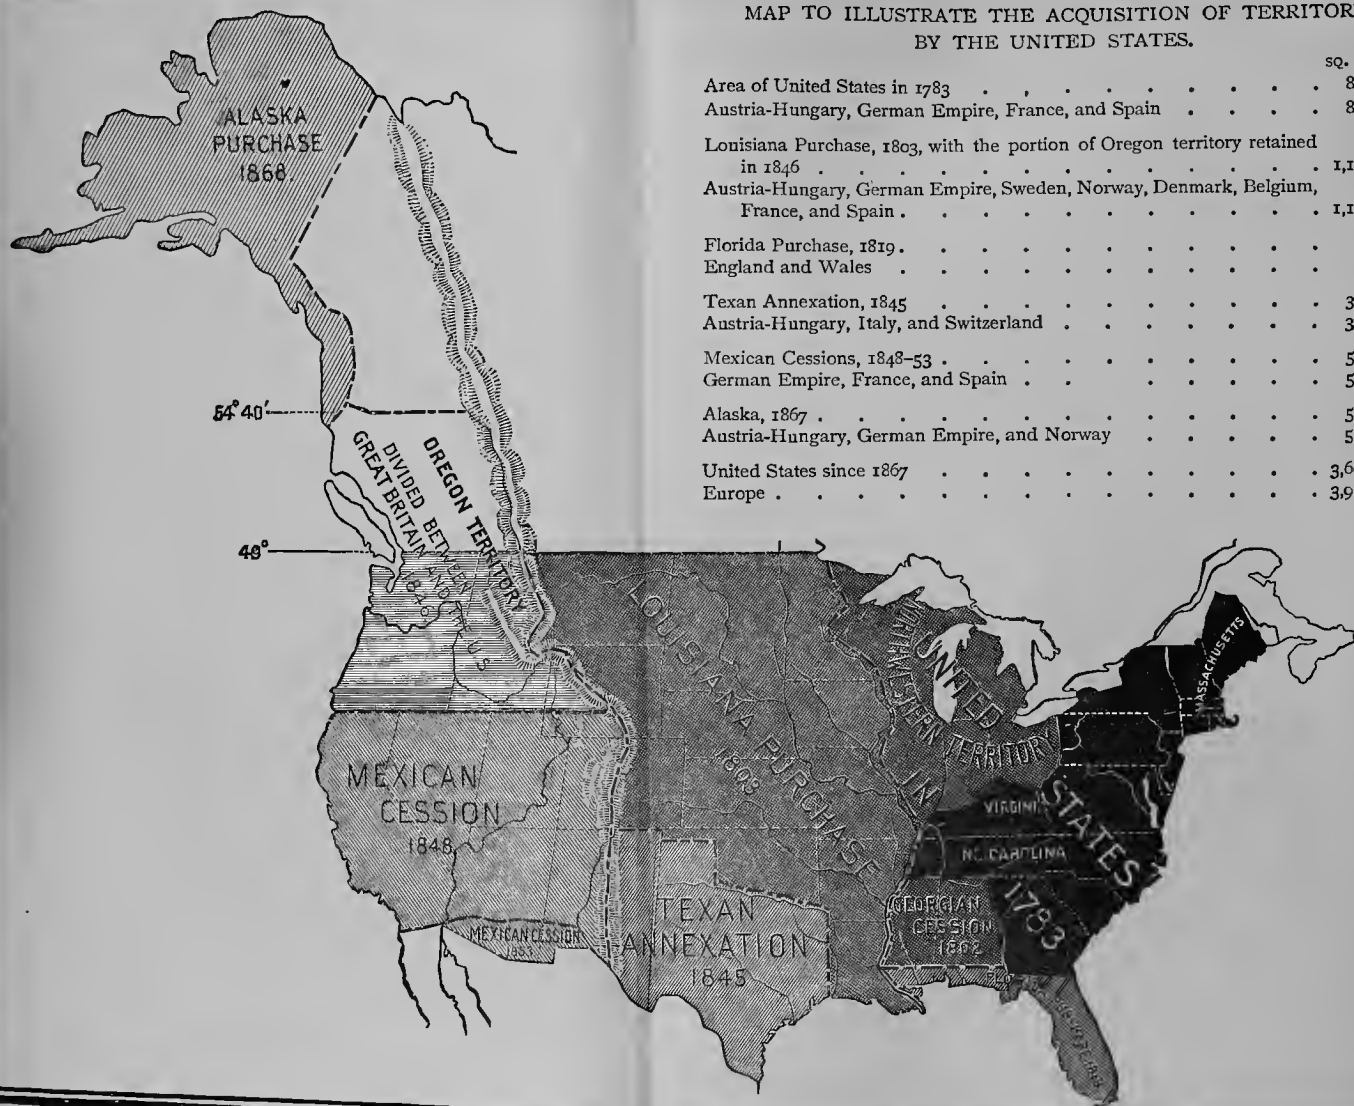 MAP TO ILLUSTRATE THE ACQUISITION OF TERRITOR
BY THE UNITED STATES.
SQ.
Area of United States in 1783 . . . . . . . . . 8
Austria-Hungary, German Empire, France, and Spain . . . . 8
Louisiana Purchase, 1803, with the portion of Oregon territory retained
in 1846 . . . . . . . . . . . . . 1,1
Austria-Hungary, German Empire, Sweden, Norway, Denmark, Belgium,
France, and Spain . . . . . . . . . . . 1,1
Florida Purchase, 1819 . . . . . . . . . .
England and Wales . . . . . . . . . .
Texan Annexation, 1845 . . . . . . . . . . 3
Austria-Hungary, Italy, and Switzerland . . . . . . . 3
Mexican Cessions, 1848-53 . . . . . . . . . . 5
German Empire, France, and Spain . . . . . . . 5
Alaska, 1867 . . . . . . . . . . . . . 5
Austria-Hungary, German Empire, and Norway . . . . . 5
United States since 1867 . . . . . . . . . . 3,6
Europe . . . . . . . . . . . . . . 3,9
ALASKA
PURCHASE
1868.
54° 40'
OREGON TERRITORY
DIVIDED BETWEEN
GREAT BRITAIN AND THE U.S.
1846
49°
LOUISIANA PURCHASE
1803
NORTHWESTERN TERRITORY
UNITED
STATES
IN
1783
MASSACHUSETTS
VIRGINIA
NO. CAROLINA
MEXICAN
CESSION
1848
MEXICAN CESSION
1853
TEXAN
ANNEXATION
1845
GEORGIAN
CESSION
1802
FLO